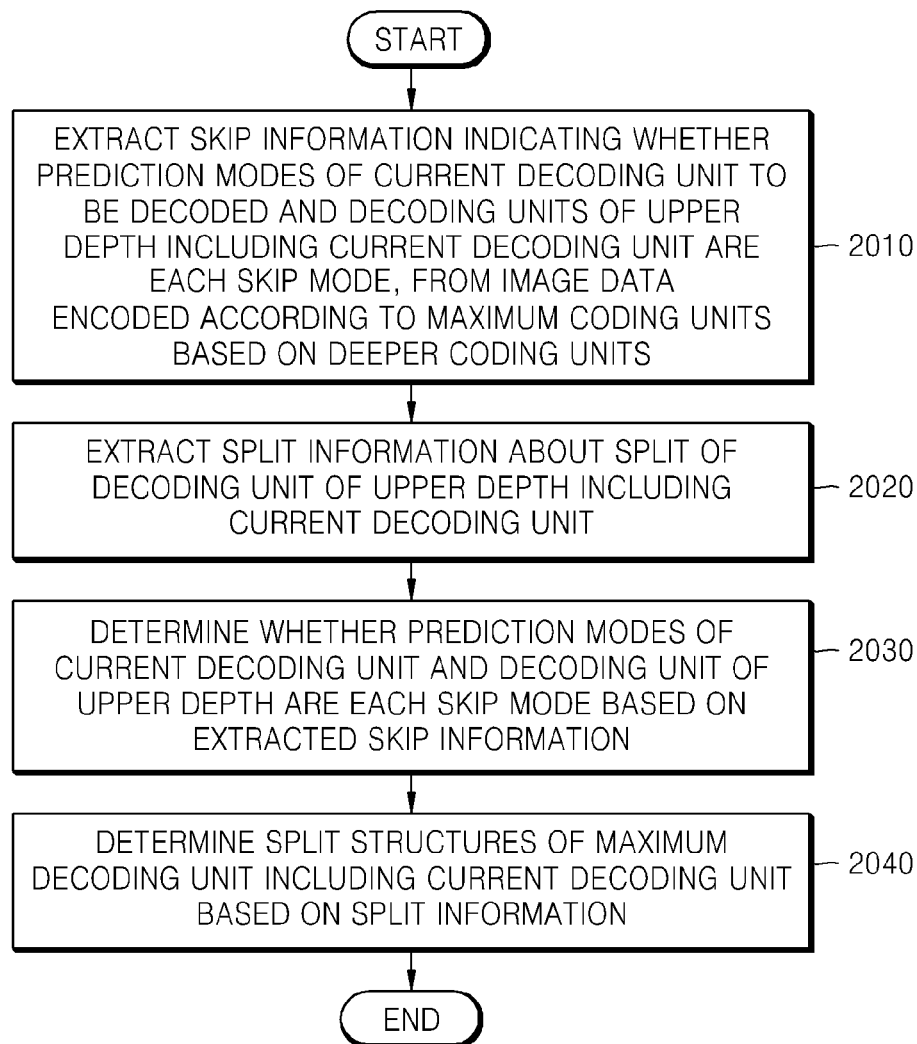 START
EXTRACT SKIP INFORMATION INDICATING WHETHER
PREDICTION MODES OF CURRENT DECODING UNIT TO
BE DECODED AND DECODING UNITS OF UPPER
DEPTH INCLUDING CURRENT DECODING UNIT ARE
EACH SKIP MODE, FROM IMAGE DATA
ENCODED ACCORDING TO MAXIMUM CODING UNITS
BASED ON DEEPER CODING UNITS
2010
EXTRACT SPLIT INFORMATION ABOUT SPLIT OF
DECODING UNIT OF UPPER DEPTH INCLUDING
CURRENT DECODING UNIT
2020
DETERMINE WHETHER PREDICTION MODES OF
CURRENT DECODING UNIT AND DECODING UNIT OF
UPPER DEPTH ARE EACH SKIP MODE BASED ON
EXTRACTED SKIP INFORMATION
2030
DETERMINE SPLIT STRUCTURES OF MAXIMUM
DECODING UNIT INCLUDING CURRENT DECODING UNIT
BASED ON SPLIT INFORMATION
2040
END